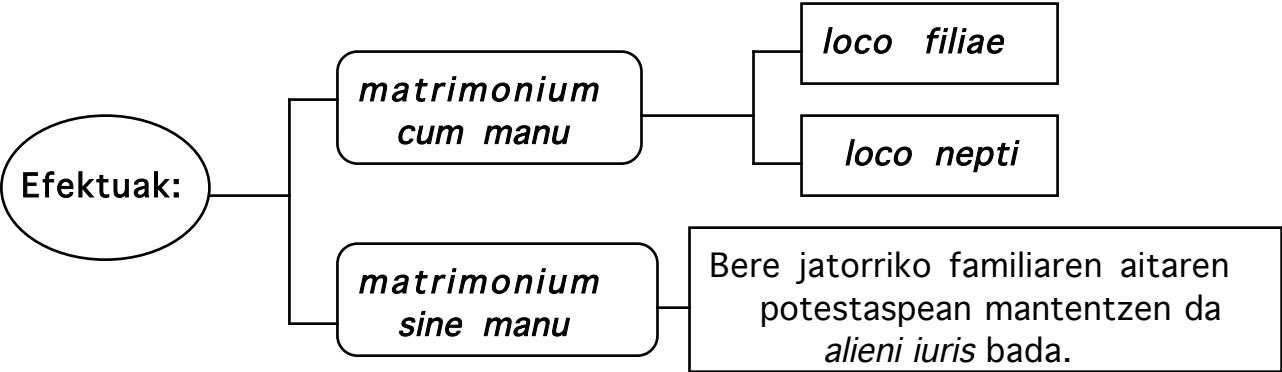 Efektuak:
matrimonium
cum manu
loco filiae
loco nepti
matrimonium
sine manu
Bere jatorriko familiaren aitaren
potestaspean mantentzen da
alieni iuris bada.